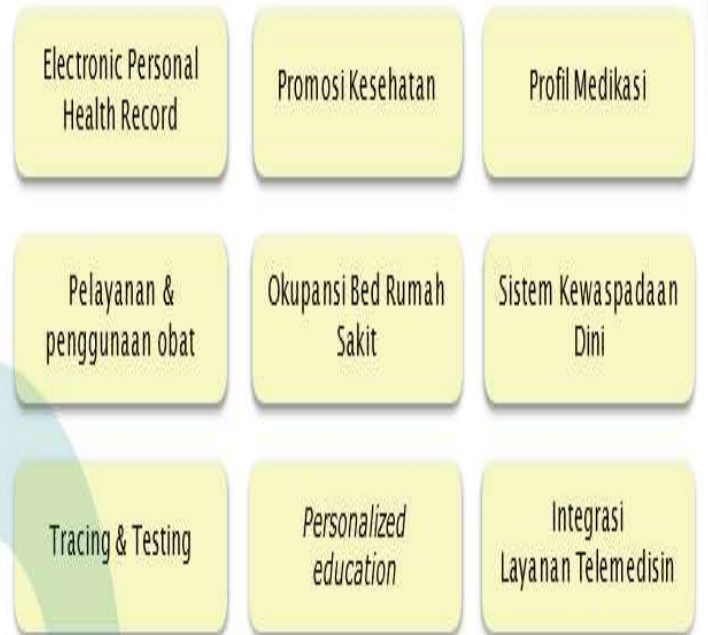 Electronic Personal
Health Record
Promosi Kesehatan
Profil Medikasi
Pelayanan &
penggunaan obat
Okupansi Bed Rumah
Sakit
Sistem Kewaspadaan
Dini
Tracing & Testing
Personalized
education
Integrasi
Layanan Telemedisin